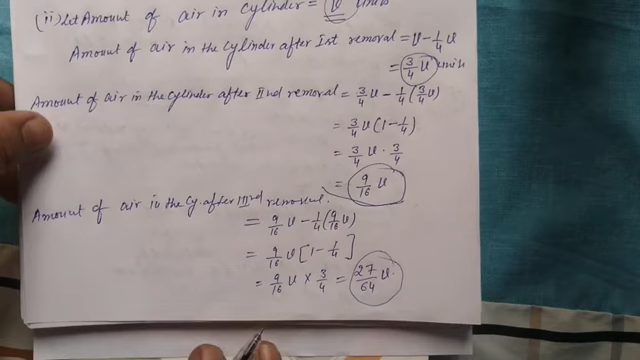 (ii) let Amount of air in cylinder = V units
Amount of air in the cylinder after Ist removal = V - 1/4 V
= 3/4 V units
Amount of air in the cylinder after IInd removal = 3/4 V - 1/4 (3/4 V)
= 3/4 V (1 - 1/4)
= 3/4 V . 3/4
= 9/16 V
Amount of air in the Cy. after IIIrd removal.
= 9/16 V - 1/4 (9/16 V)
= 9/16 V [1 - 1/4]
= 9/16 V × 3/4 = 27/64 V.